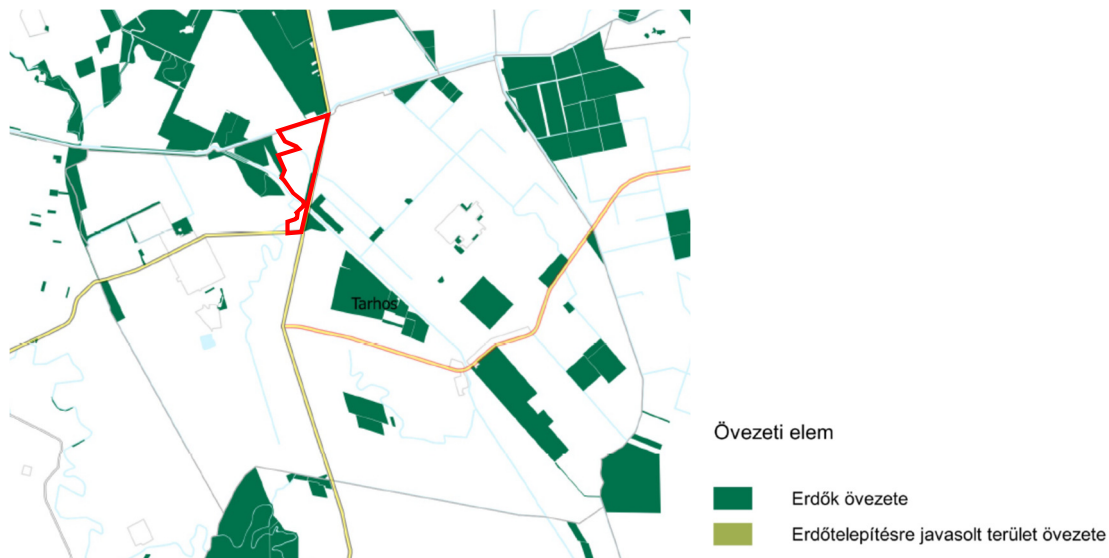 Tarhos
Övezeti elem
Erdők övezete
Erdőtelepítésre javasolt terület övezete